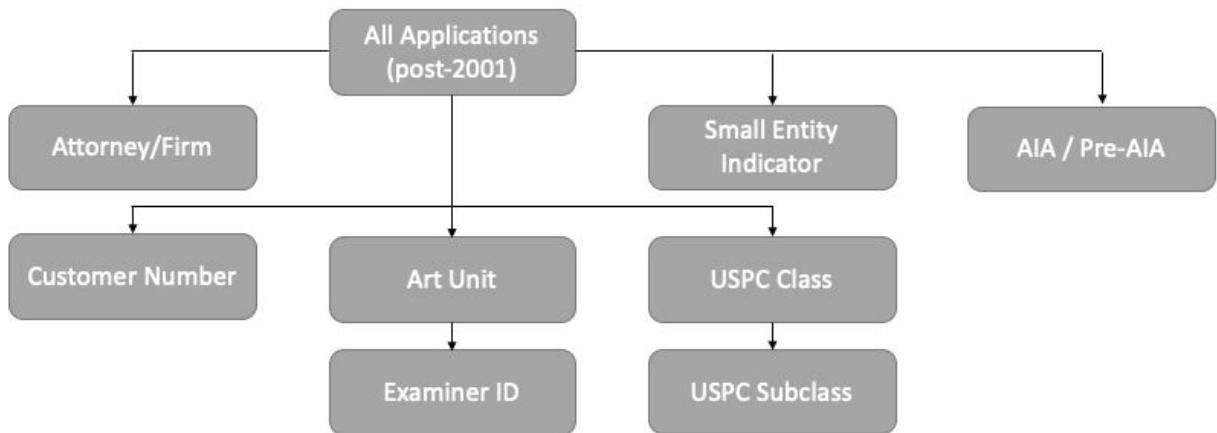 All Applications
(post-2001)
Attorney/Firm
Small Entity
Indicator
AIA / Pre-AIA
Customer Number
Art Unit
USPC Class
Examiner ID
USPC Subclass